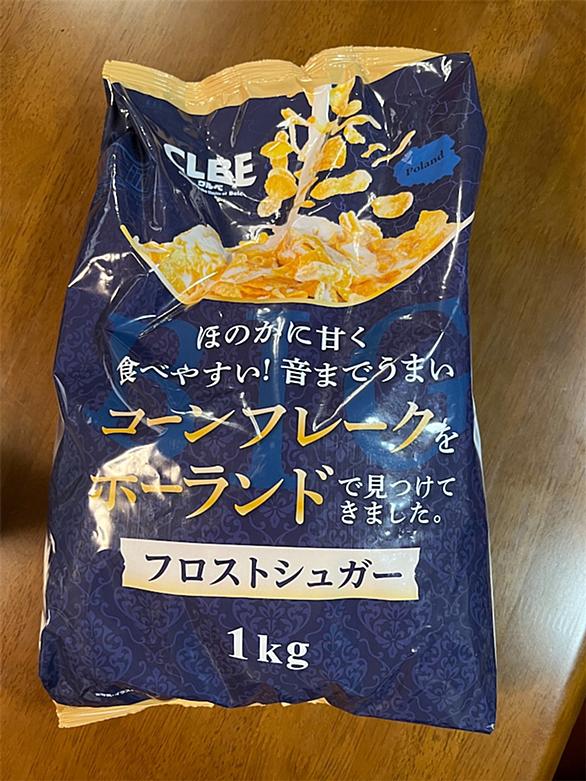 CLBE
Poland
BIG
ほのかに甘く
食べやすい!音までうまい
コーンフレークを
ポーランドで見つけて
きました。
フロストシュガー
1kg